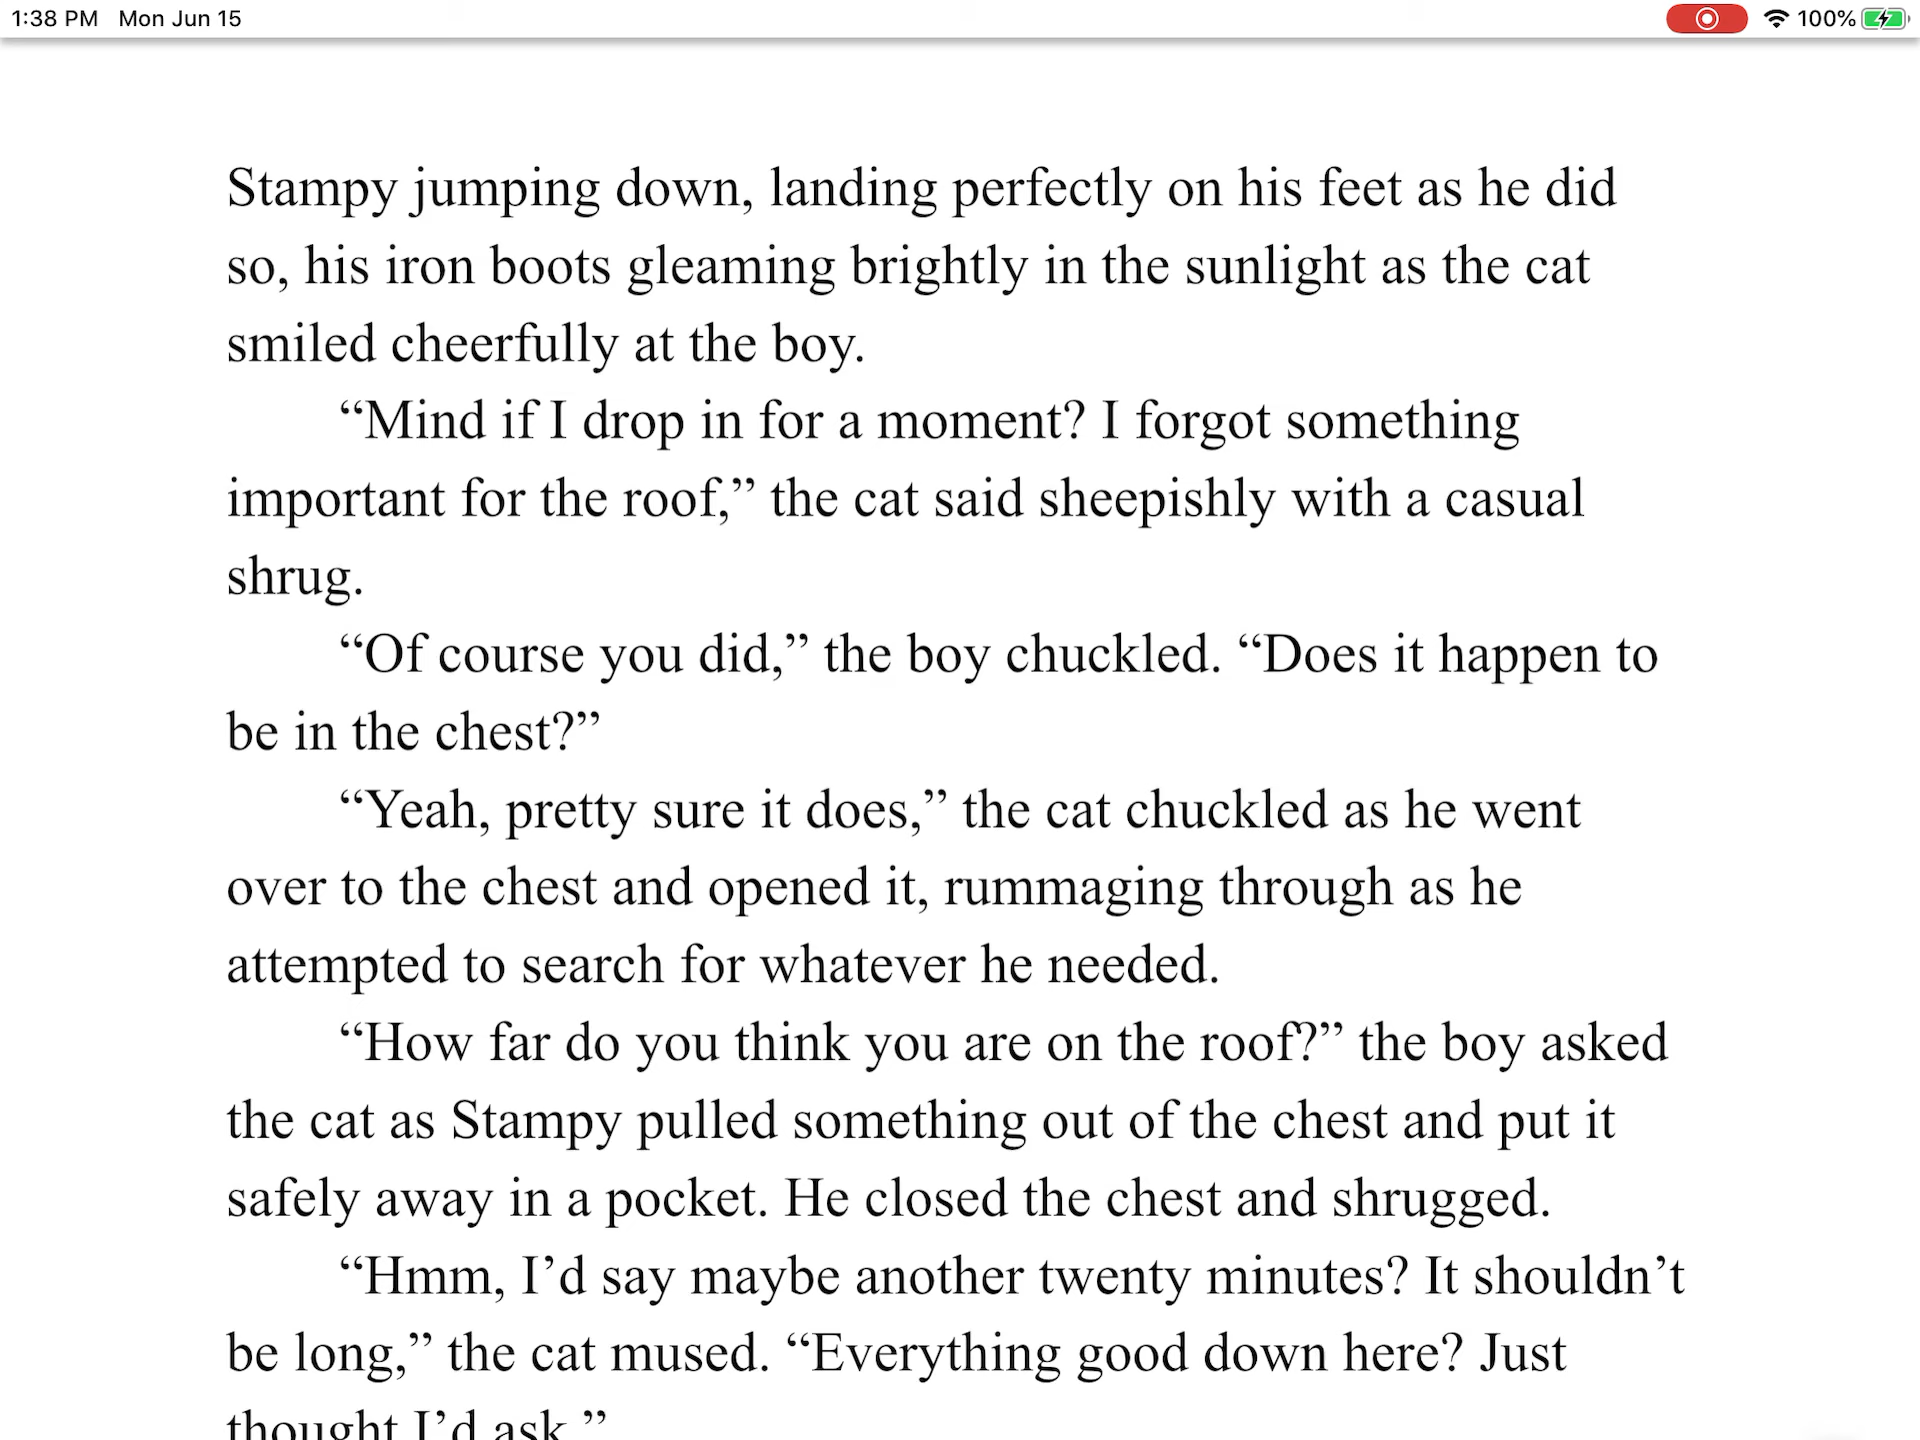 1:38 PM Mon Jun 15 100%
Stampy jumping down, landing perfectly on his feet as he did
so, his iron boots gleaming brightly in the sunlight as the cat
smiled cheerfully at the boy.
“Mind if I drop in for a moment? I forgot something
important for the roof,” the cat said sheepishly with a casual
shrug.
“Of course you did,” the boy chuckled. “Does it happen to
be in the chest?”
“Yeah, pretty sure it does,” the cat chuckled as he went
over to the chest and opened it, rummaging through as he
attempted to search for whatever he needed.
“How far do you think you are on the roof?” the boy asked
the cat as Stampy pulled something out of the chest and put it
safely away in a pocket. He closed the chest and shrugged.
“Hmm, I’d say maybe another twenty minutes? It shouldn’t
be long,” the cat mused. “Everything good down here? Just
thought I’d ask.”